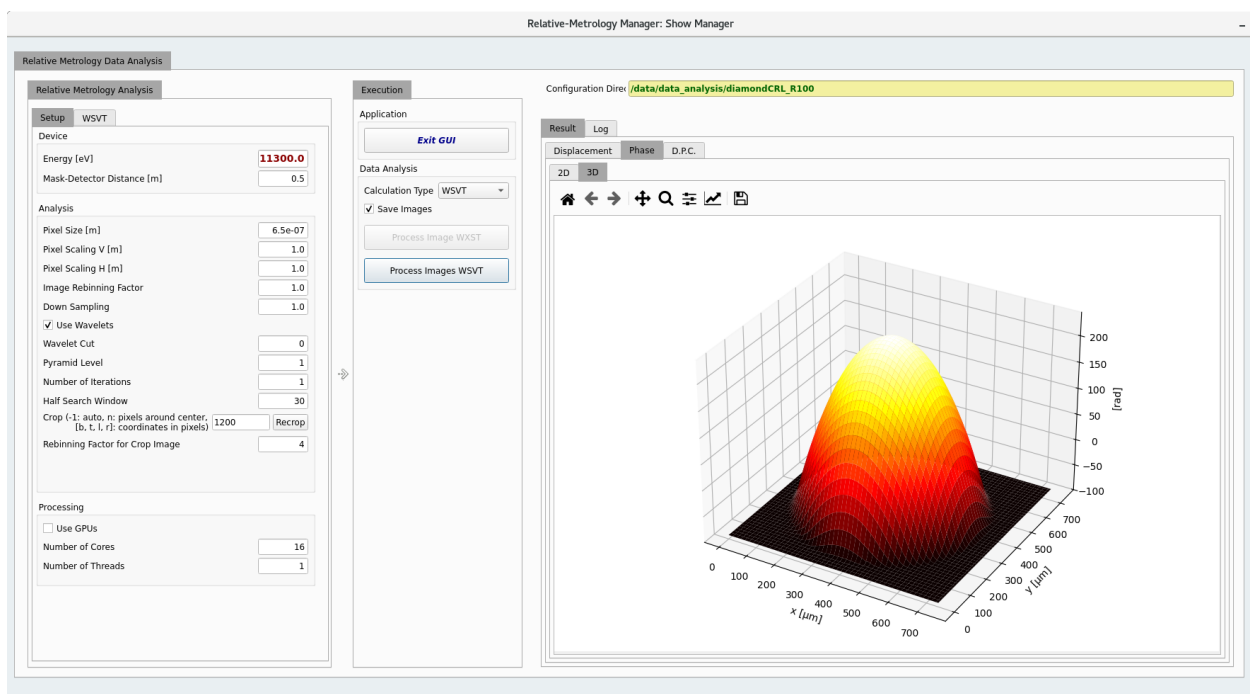 Relative-Metrology Manager: Show Manager
Relative Metrology Data Analysis
Relative Metrology Analysis
Setup WSVT
Device
Energy [eV] 11300.0
Mask-Detector Distance [m] 0.5
Analysis
Pixel Size [m] 6.5e-07
Pixel Scaling V [m] 1.0
Pixel Scaling H [m] 1.0
Image Rebinning Factor 1.0
Down Sampling 1.0
Use Wavelets
Wavelet Cut 0
Pyramid Level 1
Number of Iterations 1
Half Search Window 30
Crop (-1: auto, n: pixels around center,
[b, t, l, r]: coordinates in pixels) 1200 Recrop
Rebinning Factor for Crop Image 4
Processing
Use GPUs
Number of Cores 16
Number of Threads 1
Execution
Application
Exit GUI
Data Analysis
Calculation Type WSVT
Save Images
Process Image WXST
Process Images WSVT
Configuration Direc /data/data_analysis/diamondCRL_R100
Result Log
Displacement Phase D.P.C.
2D 3D
200
150
100
50
0
−50
−100
[rad]
0
100
200
300
400
500
600
700
x [μm]
0
100
200
300
400
500
600
700
y [μm]